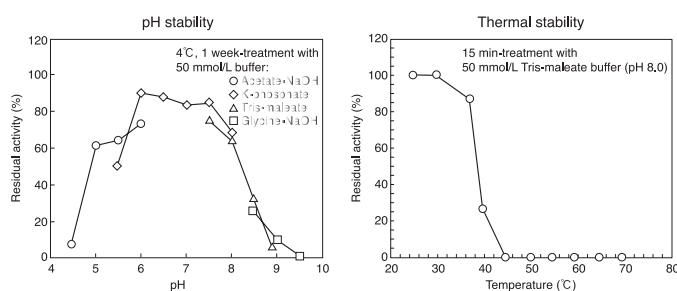 pH stability
120
100
80
60
40
20
0
Residual activity (%)
4℃, 1 week-treatment with
50 mmol/L buffer:
Acetate-NaOH
K-phosphate
Tris-maleate
Glycine-NaOH
4 5 6 7 8 9 10
pH
Thermal stability
120
100
80
60
40
20
0
Residual activity (%)
15 min-treatment with
50 mmol/L Tris-maleate buffer (pH 8.0)
20 30 40 50 60 70 80
Temperature (℃)